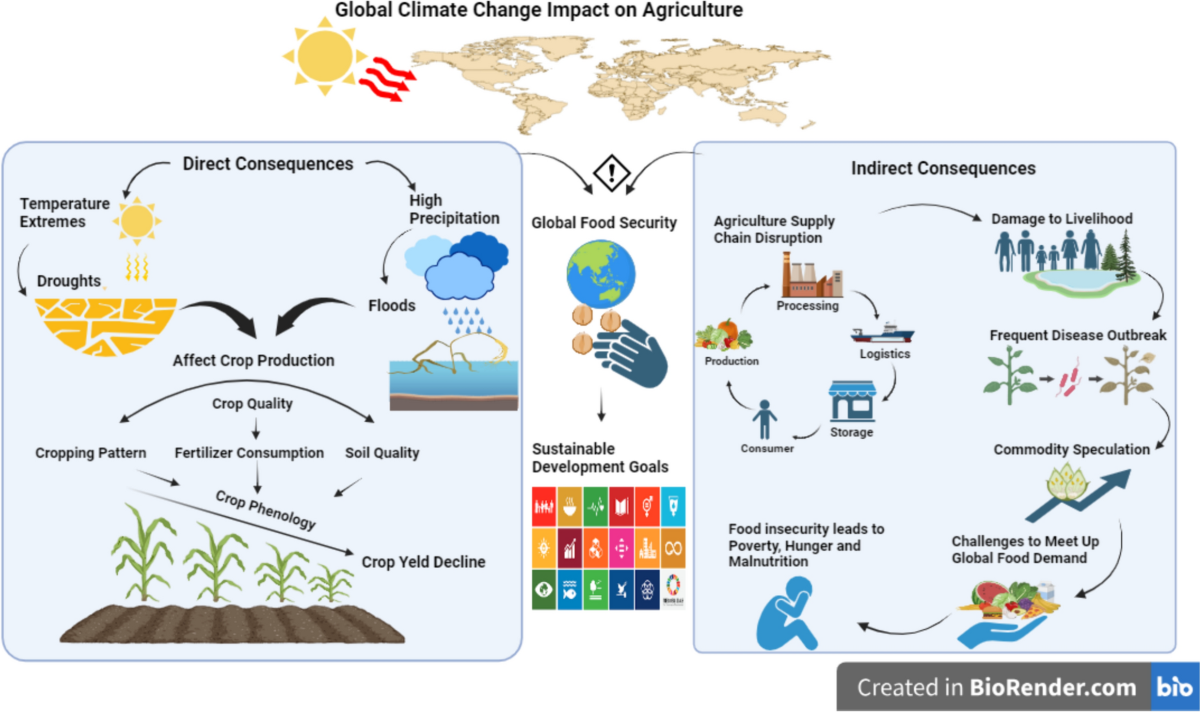 Global Climate Change Impact on Agriculture
Direct Consequences
Temperature
Extremes
High
Precipitation
Droughts
Floods
Affect Crop Production
Crop Quality
Cropping Pattern
Fertilizer Consumption
Soil Quality
Crop Phenology
Crop Yeld Decline
!
Global Food Security
Sustainable
Development Goals
Indirect Consequences
Agriculture Supply
Chain Disruption
Processing
Production
Logistics
Storage
Consumer
Damage to Livelihood
Frequent Disease Outbreak
Commodity Speculation
Challenges to Meet Up
Global Food Demand
Food insecurity leads to
Poverty, Hunger and
Malnutrition
Created in BioRender.com
bio